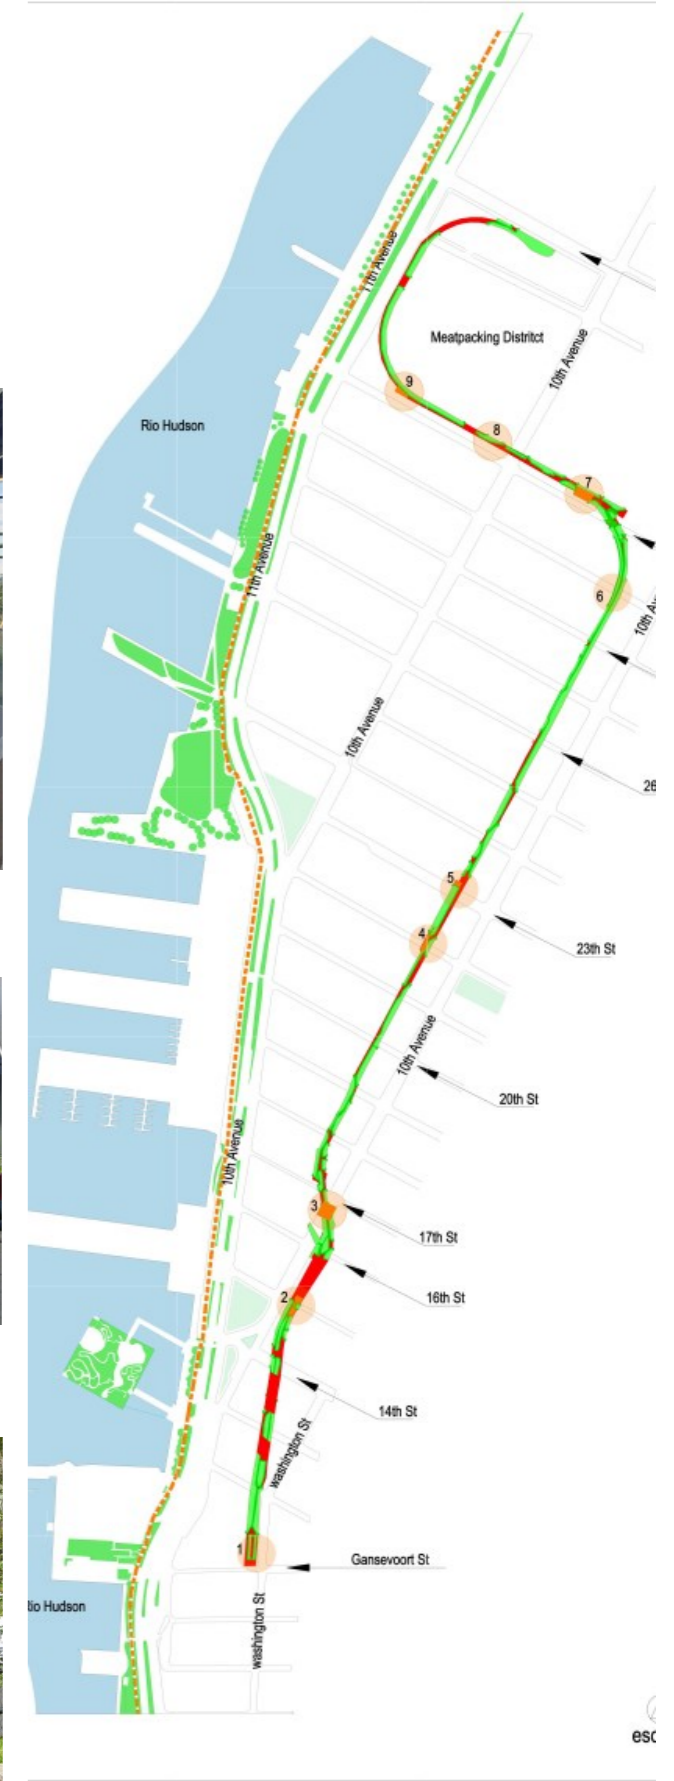 11th Avenue
Meatpacking Distritct
10th Avenue
9
Rio Hudson
8
7
11th Avenue
6
10th Av
10th Avenue
26
5
23th St
4
10th Avenue
20th St
10th Avenue
3
17th St
2
16th St
14th St
washington St
1
Gansevoort St
Rio Hudson
washington St
esc